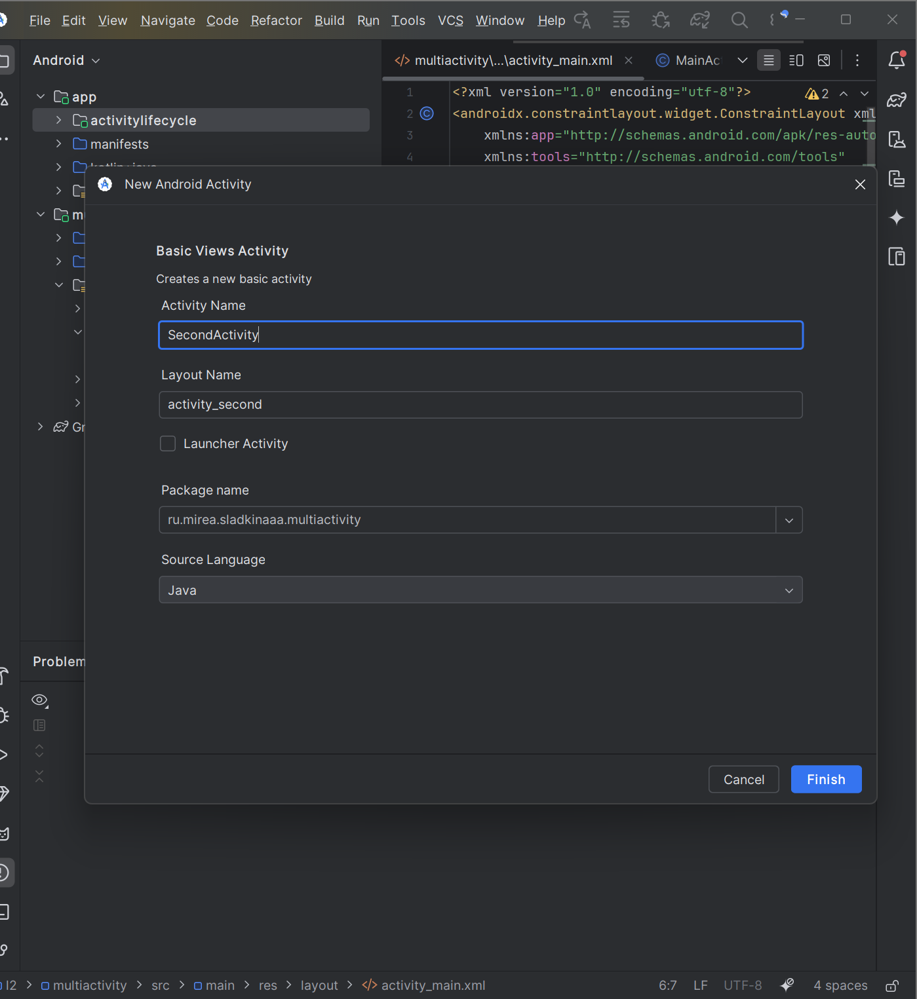 File Edit View Navigate Code Refactor Build Run Tools VCS Window Help
Android
multiactivity\...\activity_main.xml
MainAc
app
activitylifecycle
manifests
1 <?xml version="1.0" encoding="utf-8"?>
2
2 <androidx.constraintlayout.widget.ConstraintLayout xml
3 xmlns:app="http://schemas.android.com/apk/res-auto
4 xmlns:tools="http://schemas.android.com/tools"
New Android Activity
m
Gr
Basic Views Activity
Creates a new basic activity
Activity Name
SecondActivity
Layout Name
activity_second
Launcher Activity
Package name
ru.mirea.sladkinaaa.multiactivity
Source Language
Java
Problem
Cancel Finish
l2 > multiactivity > src > main > res > layout > </> activity_main.xml 6:7 LF UTF-8 4 spaces